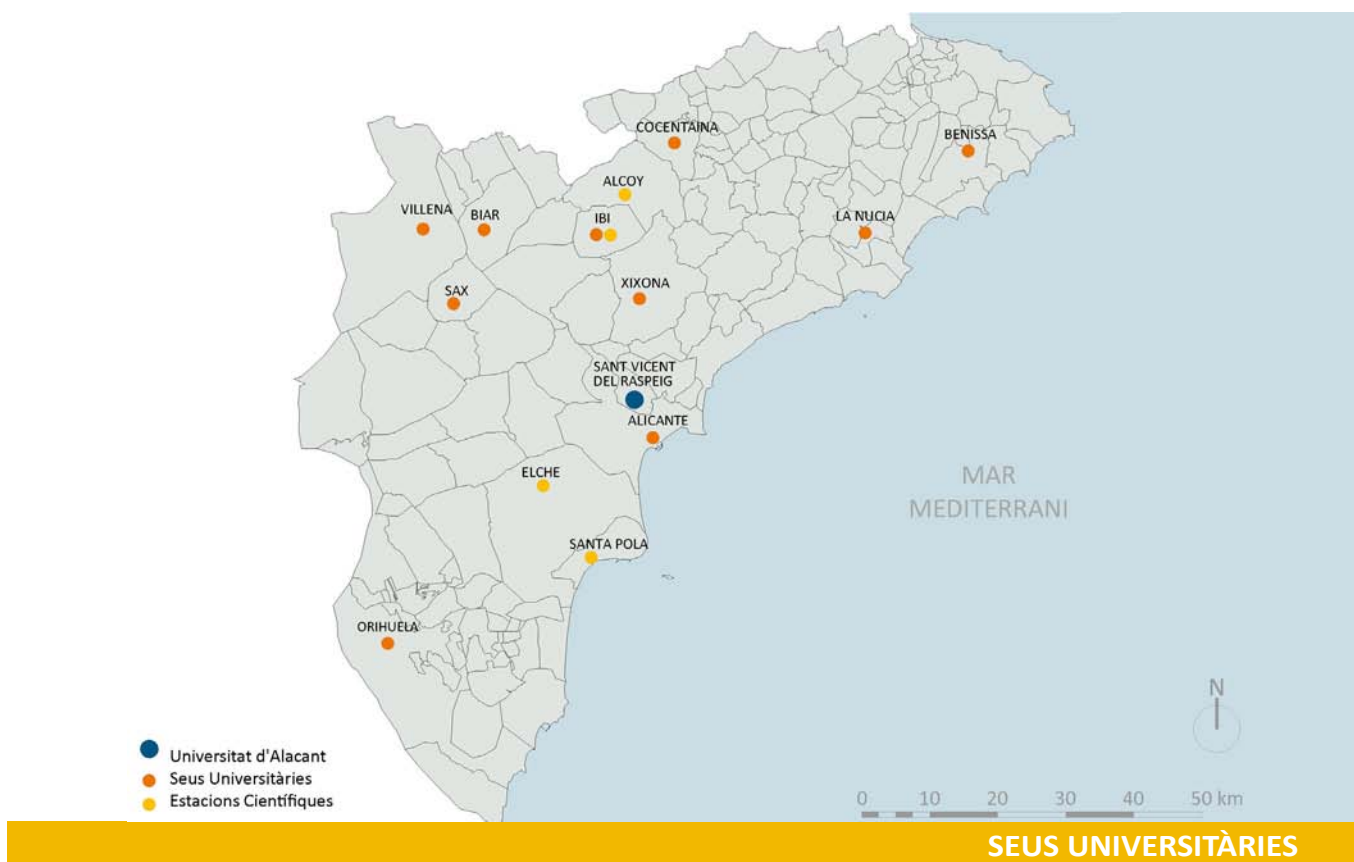 COCENTAINA
BENISSA
ALCOY
VILLENA
BIAR
IBI
LA NUCIA
XIXONA
SAX
SANT VICENT
DEL RASPEIG
ALICANTE
ELCHE
MAR
MEDITERRANI
SANTA POLA
ORIHUELA
N
Universitat d'Alacant
Seus Universitàries
Estacions Científiques
0 10 20 30 40 50 km
SEUS UNIVERSITÀRIES